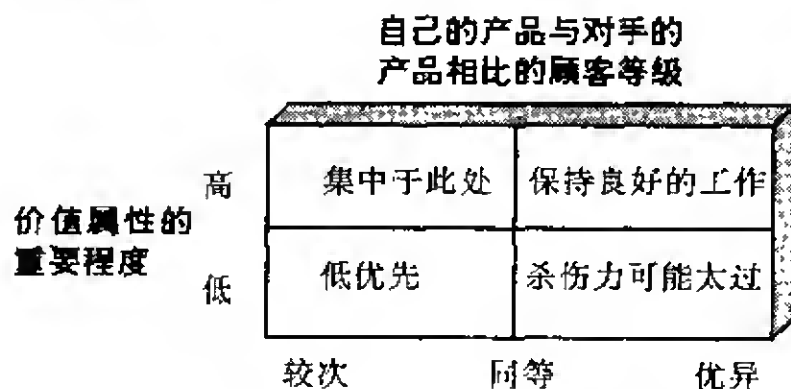 自己的产品与对手的
产品相比的顾客等级
高
集中于此处
保持良好的工作
价值属性的
重要程度
低
低优先
杀伤力可能太过
较次
同等
优异